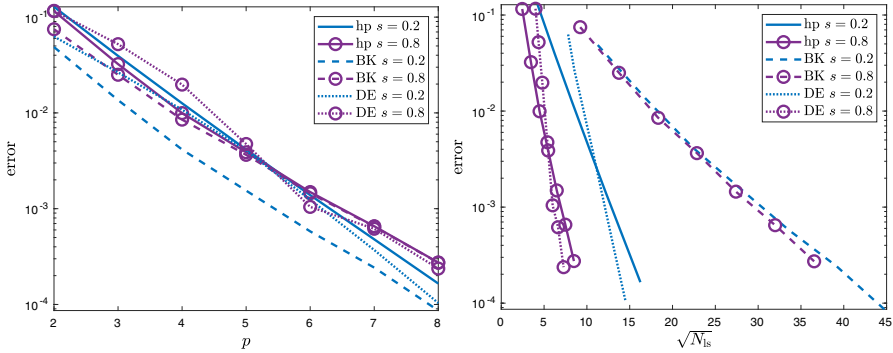 10^{-1}
10^{-2}
10^{-3}
10^{-4}
error
2 3 4 5 6 7 8
p
hp s = 0.2
hp s = 0.8
BK s = 0.2
BK s = 0.8
DE s = 0.2
DE s = 0.8
10^{-1}
10^{-2}
10^{-3}
10^{-4}
error
0 5 10 15 20 25 30 35 40 45
√N_{ls}
hp s = 0.2
hp s = 0.8
BK s = 0.2
BK s = 0.8
DE s = 0.2
DE s = 0.8